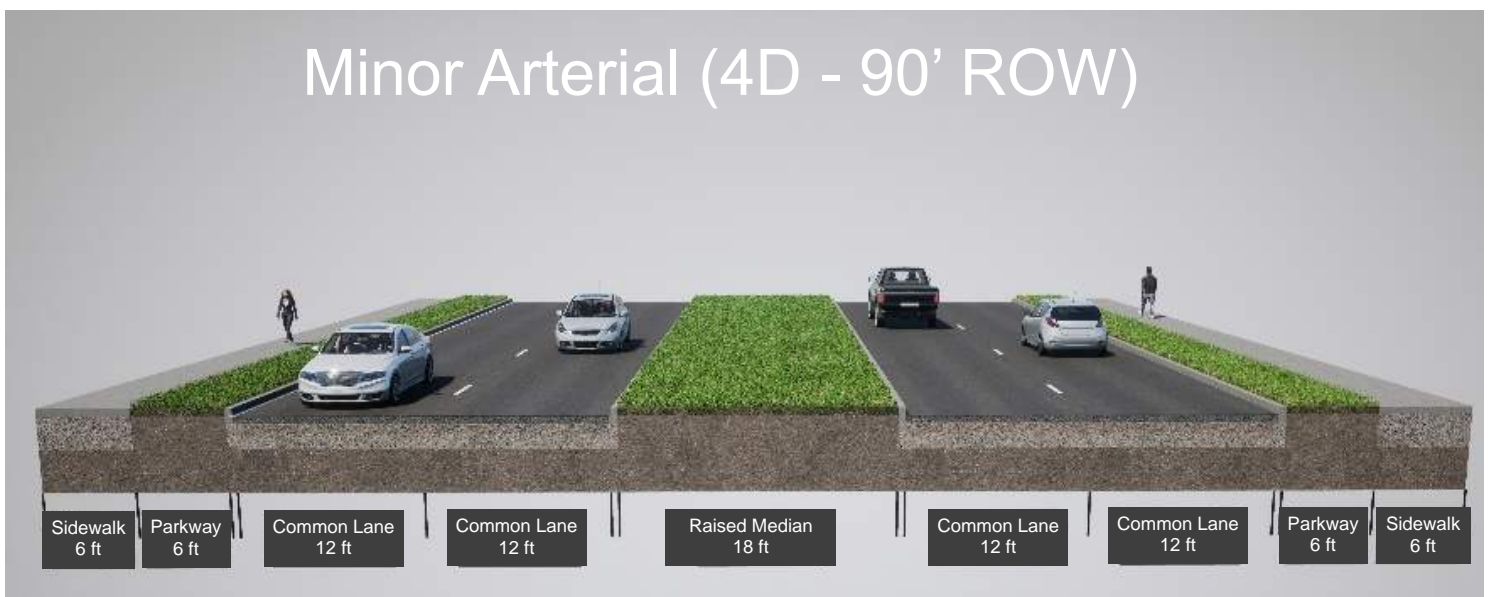 Minor Arterial (4D - 90’ ROW)
Sidewalk
6 ft
Parkway
6 ft
Common Lane
12 ft
Common Lane
12 ft
Raised Median
18 ft
Common Lane
12 ft
Common Lane
12 ft
Parkway
6 ft
Sidewalk
6 ft